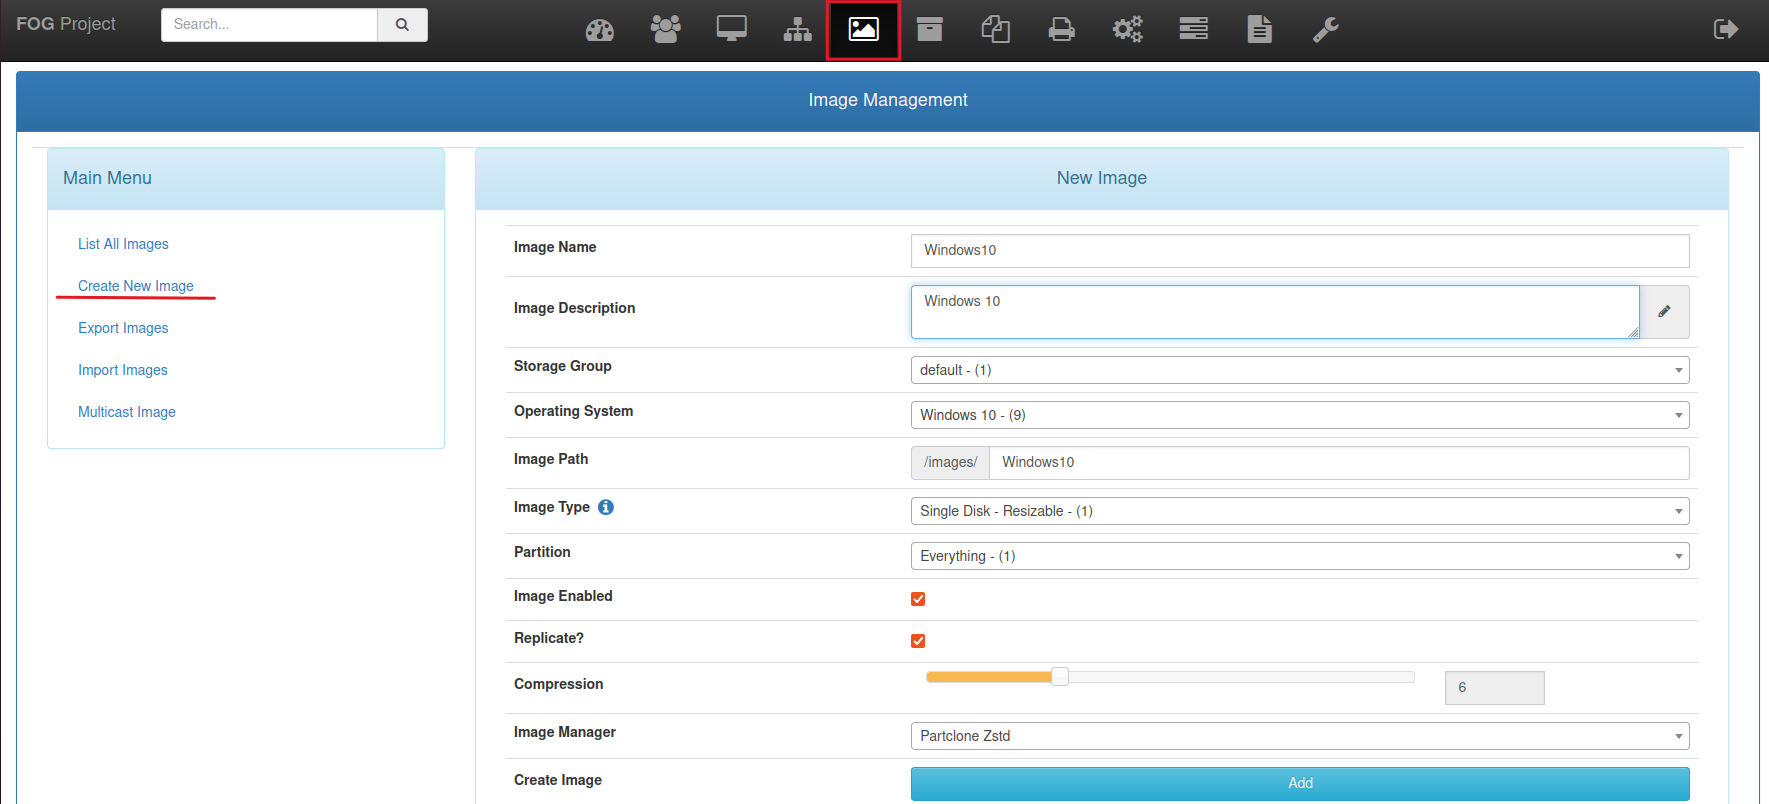 FOG Project
Search...
Image Management
Main Menu
List All Images
Create New Image
Export Images
Import Images
Multicast Image
New Image
Image Name
Windows10
Image Description
Windows 10
Storage Group
default - (1)
Operating System
Windows 10 - (9)
Image Path
/images/ Windows10
Image Type
Single Disk - Resizable - (1)
Partition
Everything - (1)
Image Enabled
Replicate?
Compression
6
Image Manager
Partclone Zstd
Create Image
Add